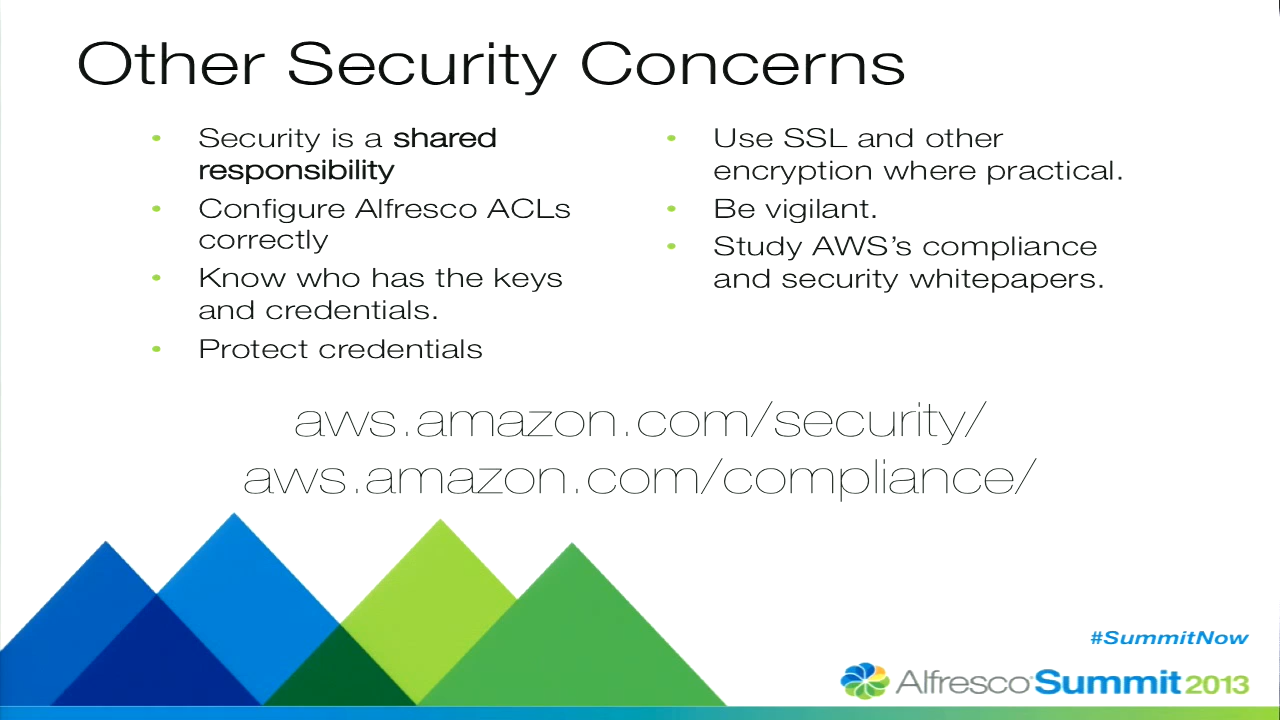 Other Security Concerns
• Security is a shared
responsibility
• Configure Alfresco ACLs
correctly
• Know who has the keys
and credentials.
• Protect credentials
• Use SSL and other
encryption where practical.
• Be vigilant.
• Study AWS’s compliance
and security whitepapers.
aws.amazon.com/security/
aws.amazon.com/compliance/
#SummitNow
Alfresco Summit 2013